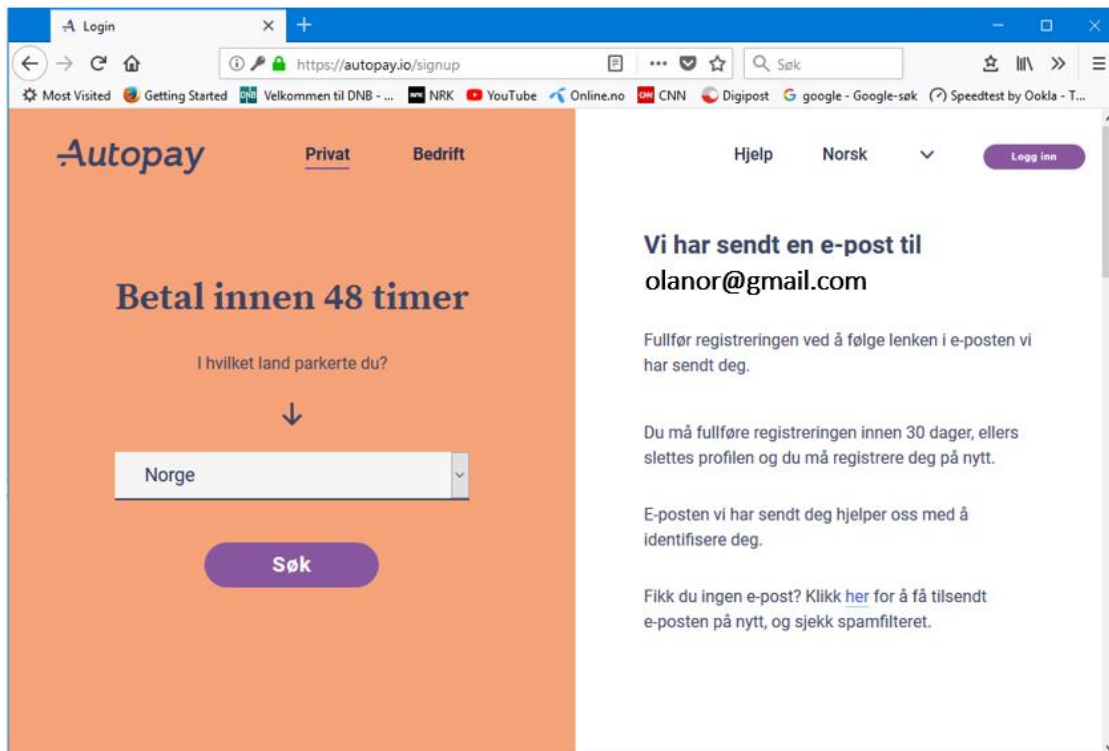 Login
https://autopay.io/signup
Søk
Most Visited Getting Started DNB Velkommen til DNB - ... NRK YouTube Online.no CNN Digipost G google - Google-søk Speedtest by Ookla - T...
Autopay Privat Bedrift Hjelp Norsk Logg inn
Betal innen 48 timer
I hvilket land parkerte du?
Norge
Søk
Vi har sendt en e-post til
olanor@gmail.com
Fullfør registreringen ved å følge lenken i e-posten vi
har sendt deg.
Du må fullføre registreringen innen 30 dager, ellers
slettes profilen og du må registrere deg på nytt.
E-posten vi har sendt deg hjelper oss med å
identifisere deg.
Fikk du ingen e-post? Klikk her for å få tilsendt
e-posten på nytt, og sjekk spamfilteret.